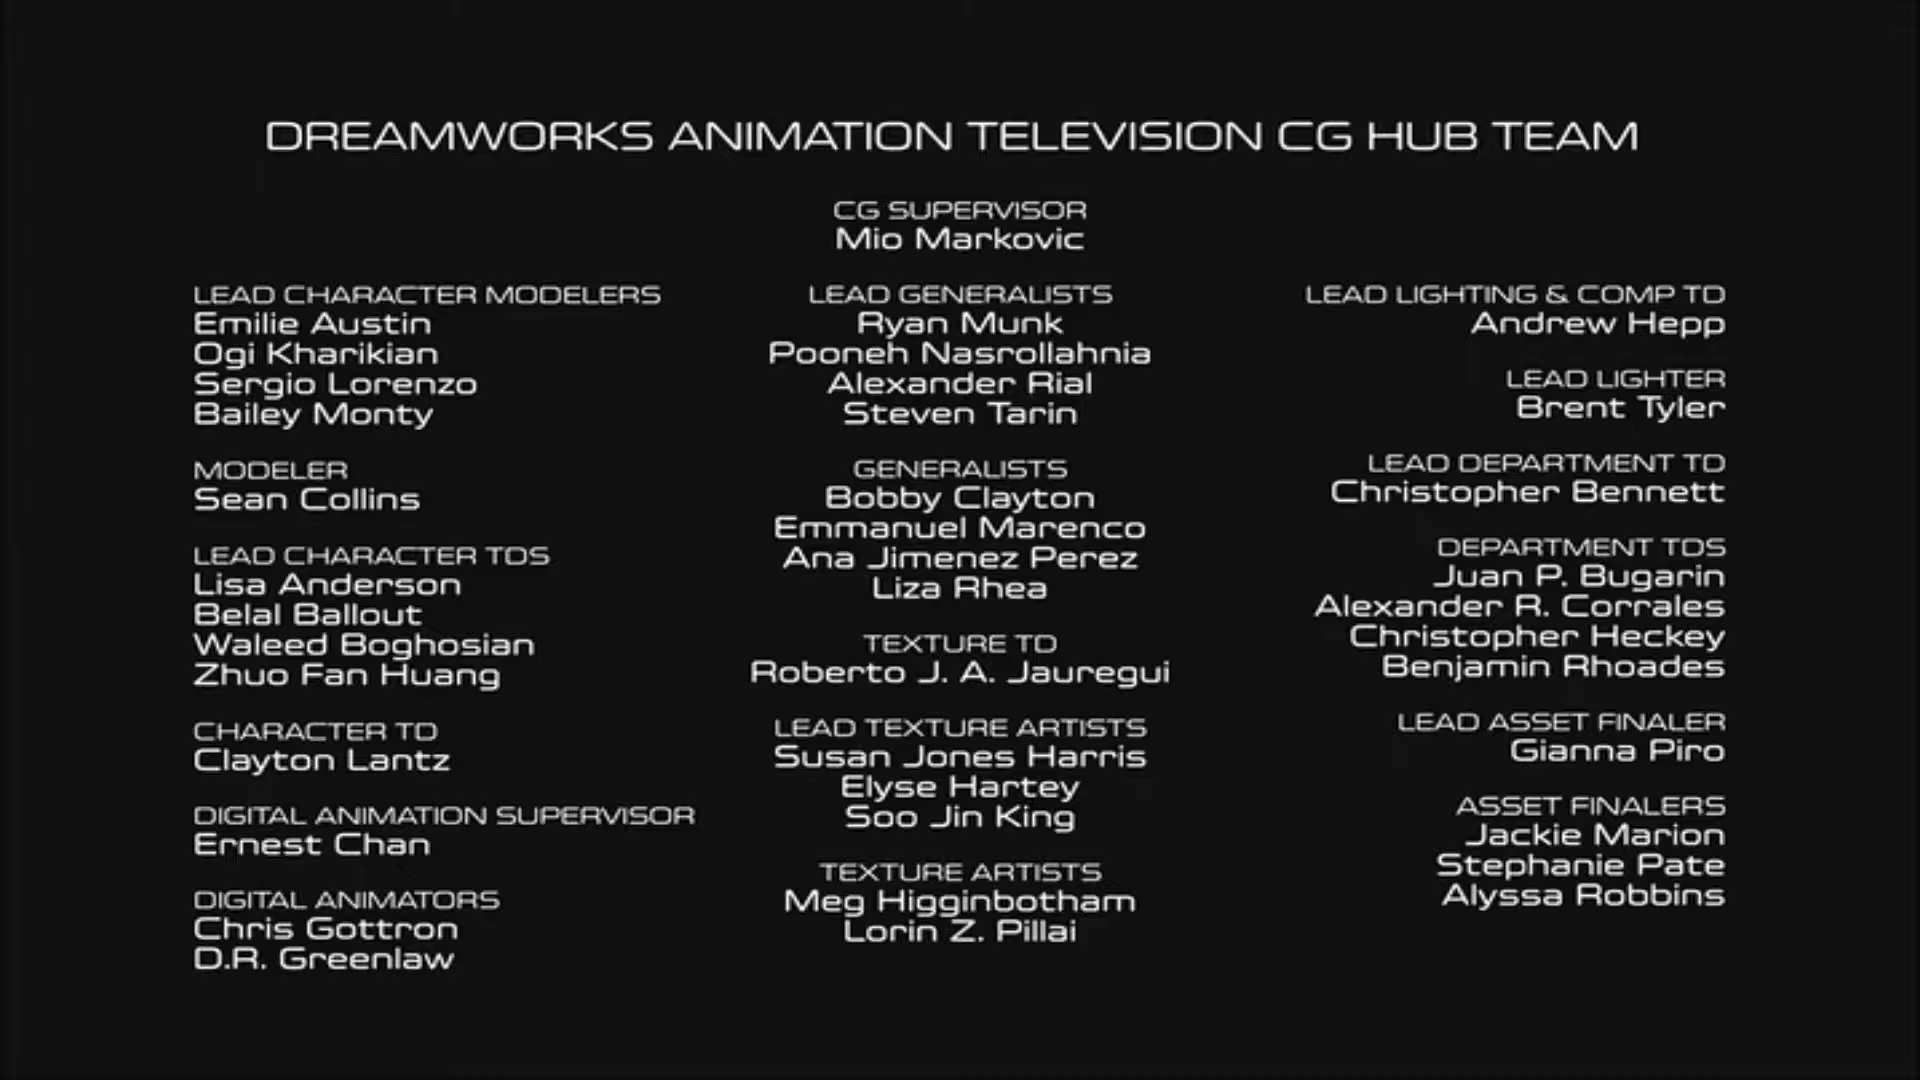 DREAMWORKS ANIMATION TELEVISION CG HUB TEAM
CG SUPERVISOR
Mio Markovic
LEAD CHARACTER MODELERS
Emilie Austin
Ogi Kharikian
Sergio Lorenzo
Bailey Monty
MODELER
Sean Collins
LEAD CHARACTER TDS
Lisa Anderson
Belal Ballout
Waleed Boghosian
Zhuo Fan Huang
CHARACTER TD
Clayton Lantz
DIGITAL ANIMATION SUPERVISOR
Ernest Chan
DIGITAL ANIMATORS
Chris Gottron
D.R. Greenlaw
LEAD GENERALISTS
Ryan Munk
Pooneh Nasrollahnia
Alexander Rial
Steven Tarin
GENERALISTS
Bobby Clayton
Emmanuel Marenco
Ana Jimenez Perez
Liza Rhea
TEXTURE TD
Roberto J. A. Jauregui
LEAD TEXTURE ARTISTS
Susan Jones Harris
Elyse Hartey
Soo Jin King
TEXTURE ARTISTS
Meg Higginbotham
Lorin Z. Pillai
LEAD LIGHTING & COMP TD
Andrew Hepp
LEAD LIGHTER
Brent Tyler
LEAD DEPARTMENT TD
Christopher Bennett
DEPARTMENT TDS
Juan P. Bugarin
Alexander R. Corrales
Christopher Heckey
Benjamin Rhoades
LEAD ASSET FINALER
Gianna Piro
ASSET FINALERS
Jackie Marion
Stephanie Pate
Alyssa Robbins